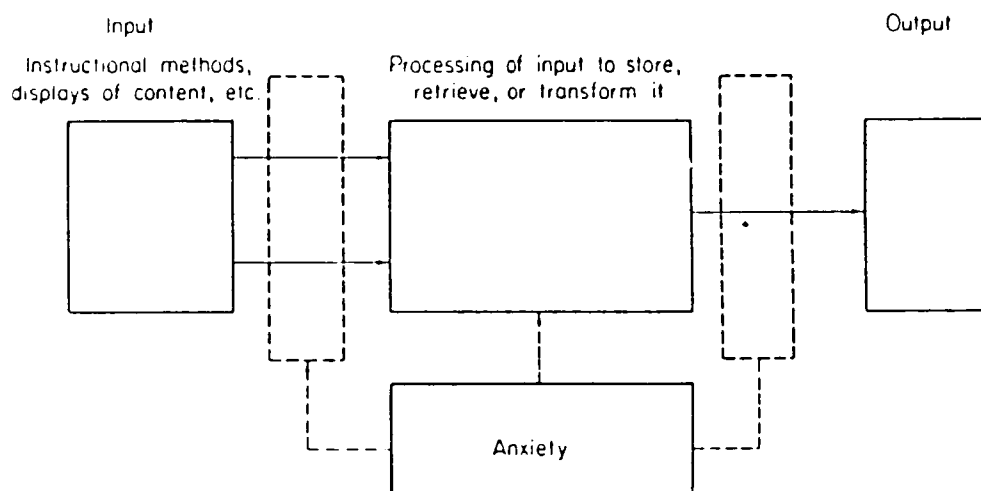 Input
Output
Instructional methods,
displays of content, etc.
Processing of input to store,
retrieve, or transform it
Anxiety